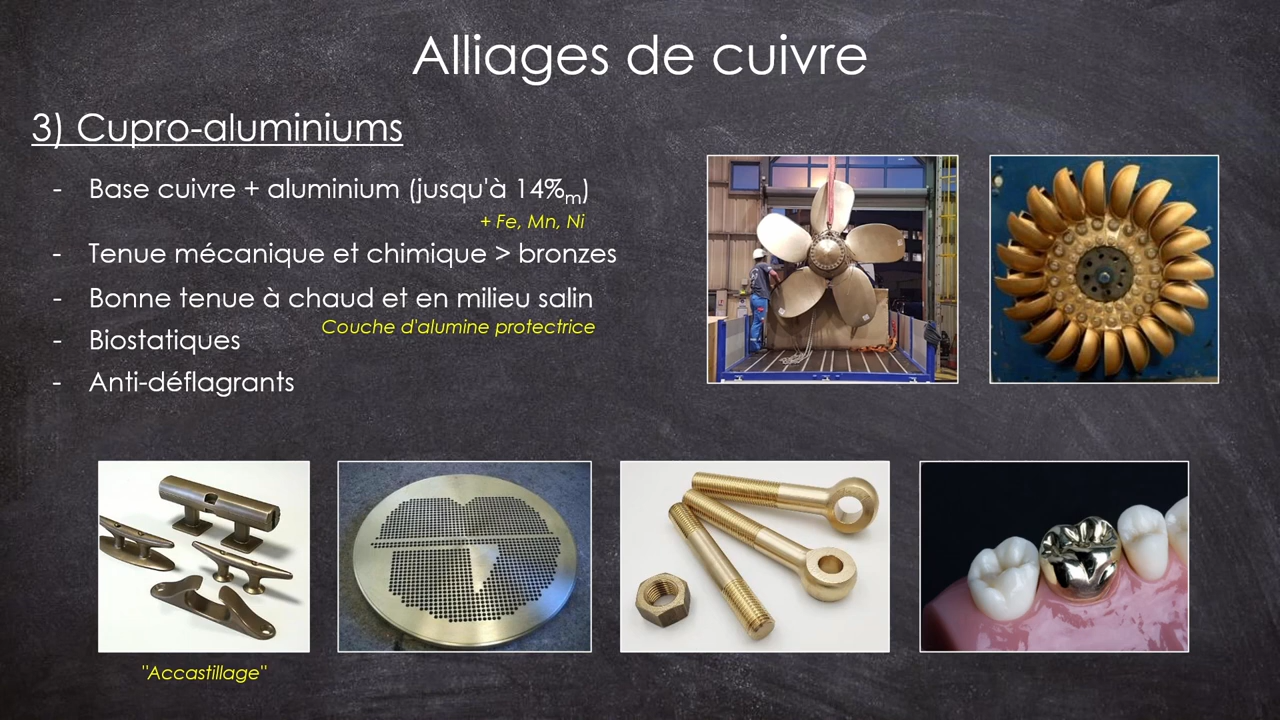 Alliages de cuivre
3) Cupro-aluminiums
- Base cuivre + aluminium (jusqu'à 14%m)
+ Fe, Mn, Ni
- Tenue mécanique et chimique > bronzes
- Bonne tenue à chaud et en milieu salin
Couche d'alumine protectrice
- Biostatiques
- Anti-déflagrants
"Accastillage"